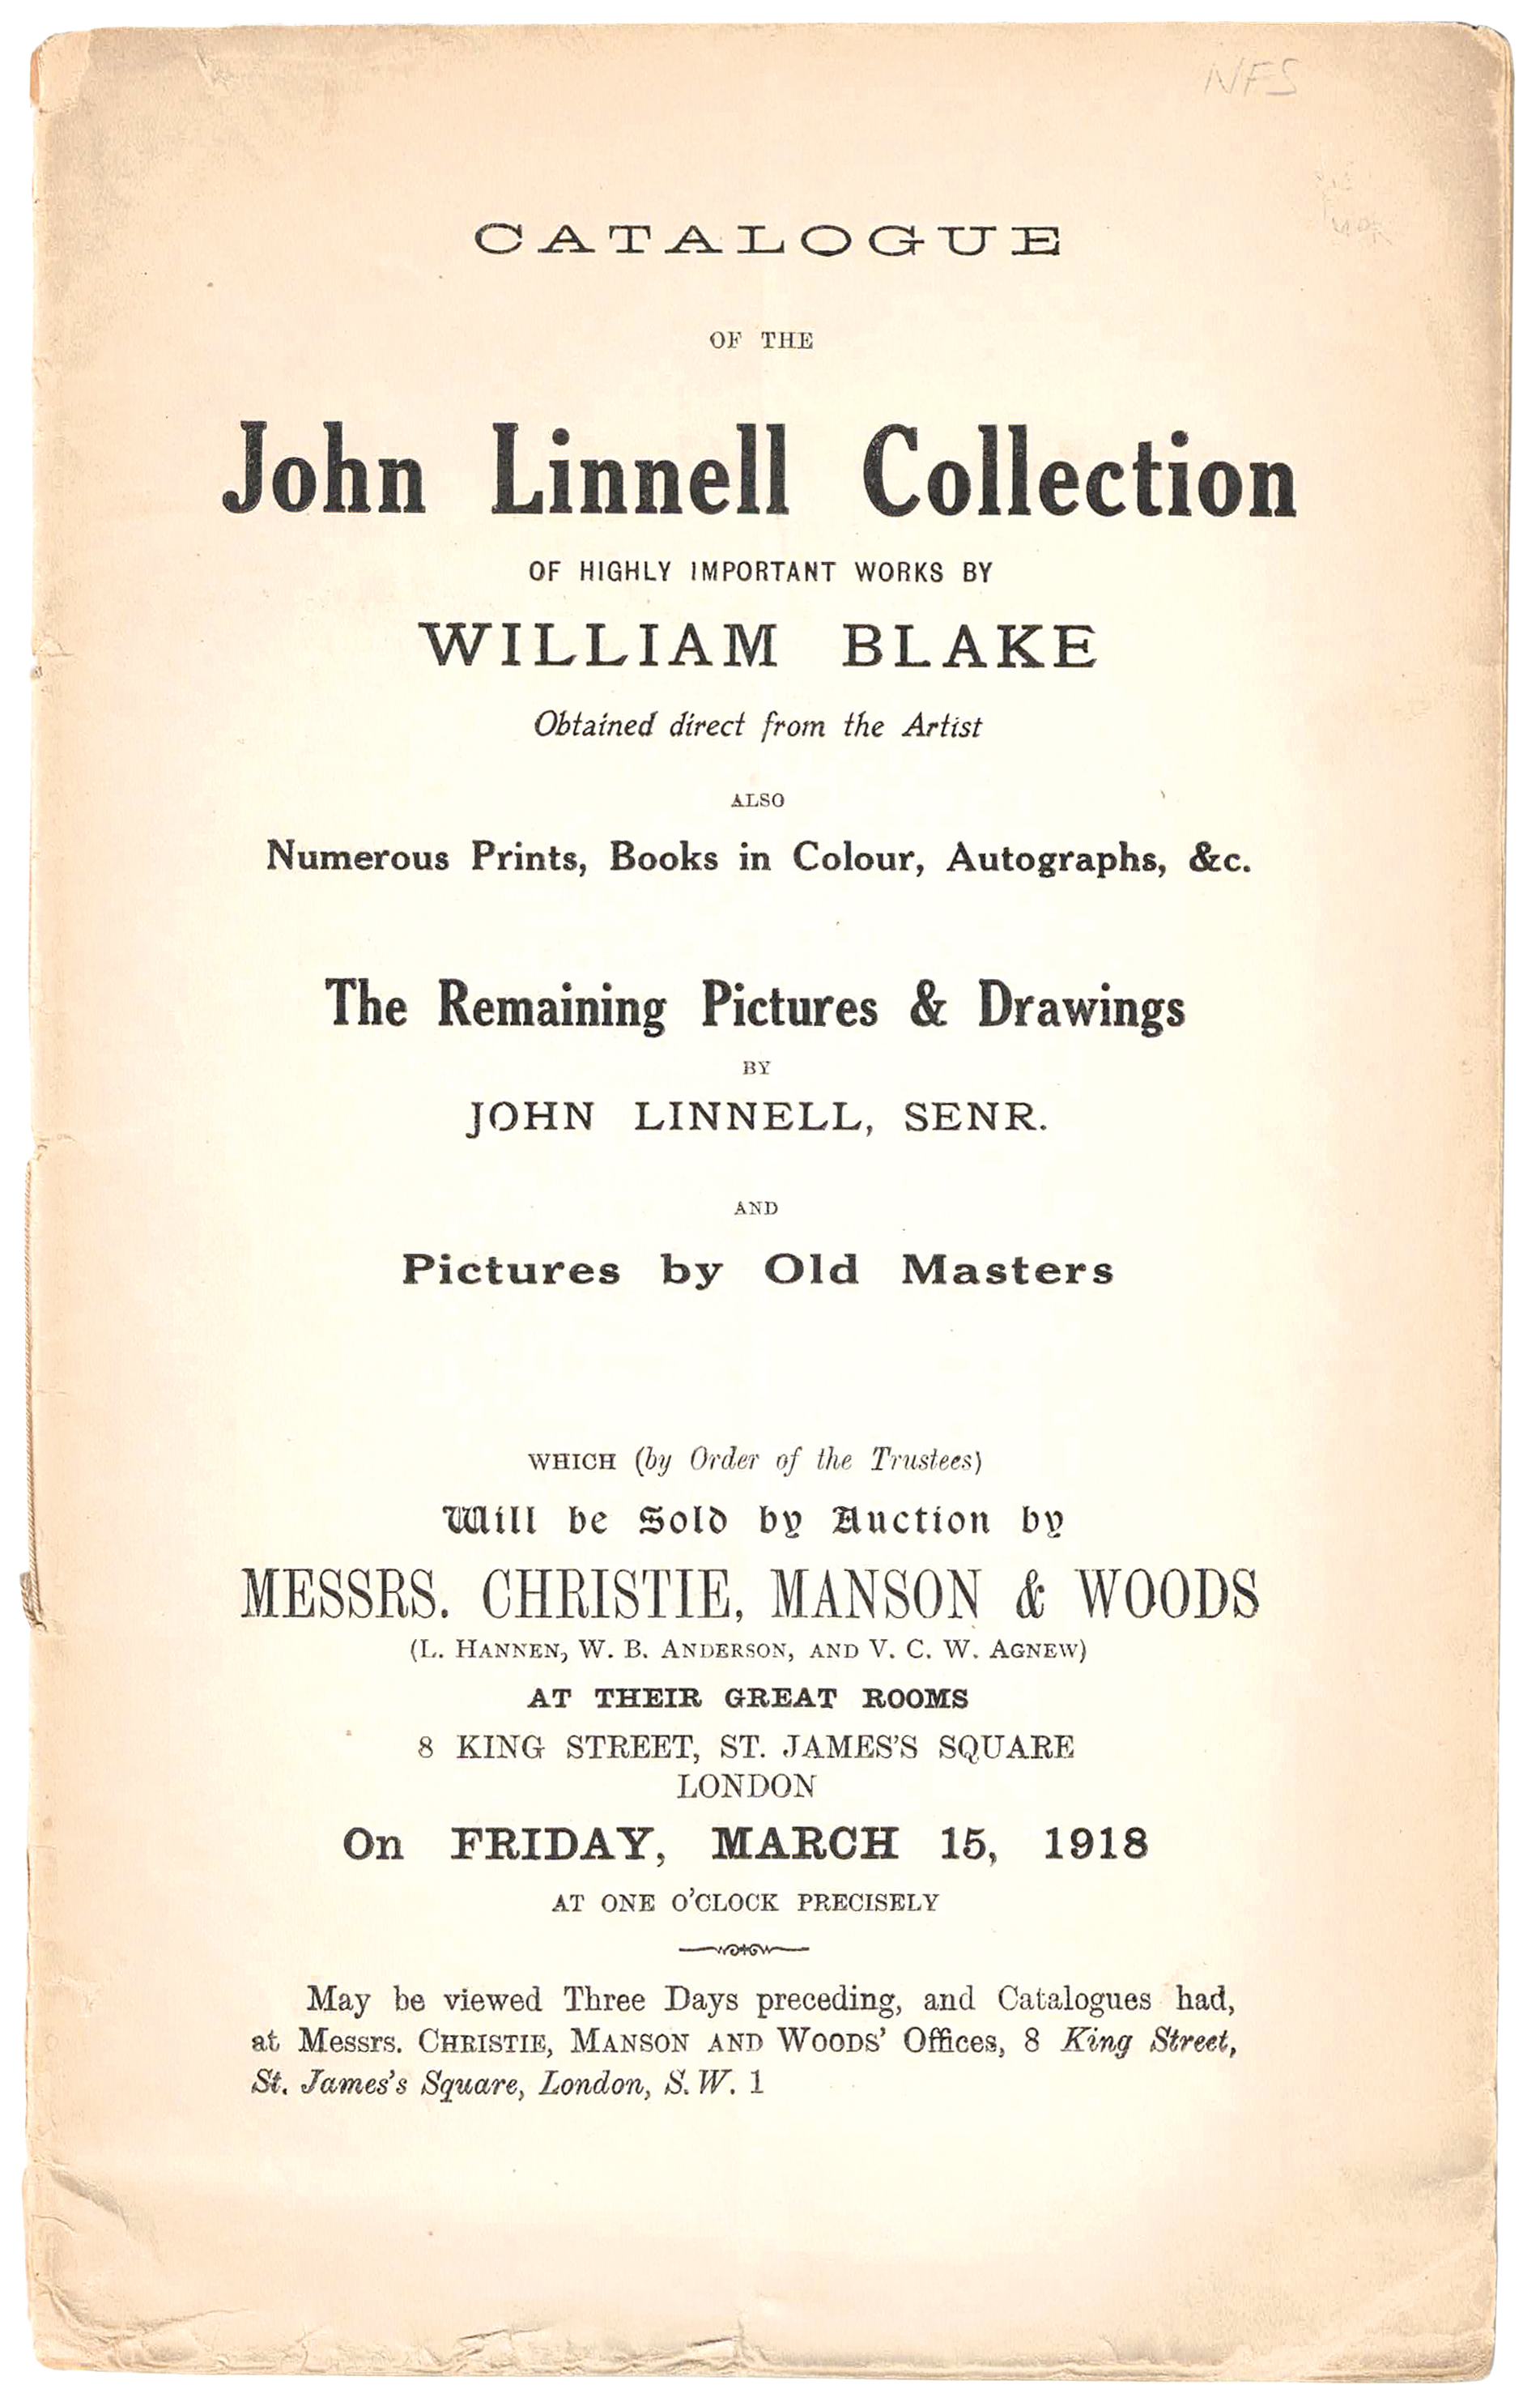 NFS
CATALOGUE
OF THE
John Linnell Collection
OF HIGHLY IMPORTANT WORKS BY
WILLIAM BLAKE
Obtained direct from the Artist
ALSO
Numerous Prints, Books in Colour, Autographs, &c.
The Remaining Pictures & Drawings
BY
JOHN LINNELL, SENR.
AND
Pictures by Old Masters
WHICH (by Order of the Trustees)
Will be Sold by Auction by
MESSRS. CHRISTIE, MANSON & WOODS
(L. HANNEN, W. B. ANDERSON, AND V. C. W. AGNEW)
AT THEIR GREAT ROOMS
8 KING STREET, ST. JAMES'S SQUARE
LONDON
On FRIDAY, MARCH 15, 1918
AT ONE O'CLOCK PRECISELY
May be viewed Three Days preceding, and Catalogues had,
at Messrs. CHRISTIE, MANSON AND WOODS' Offices, 8 King Street,
St. James's Square, London, S.W. 1